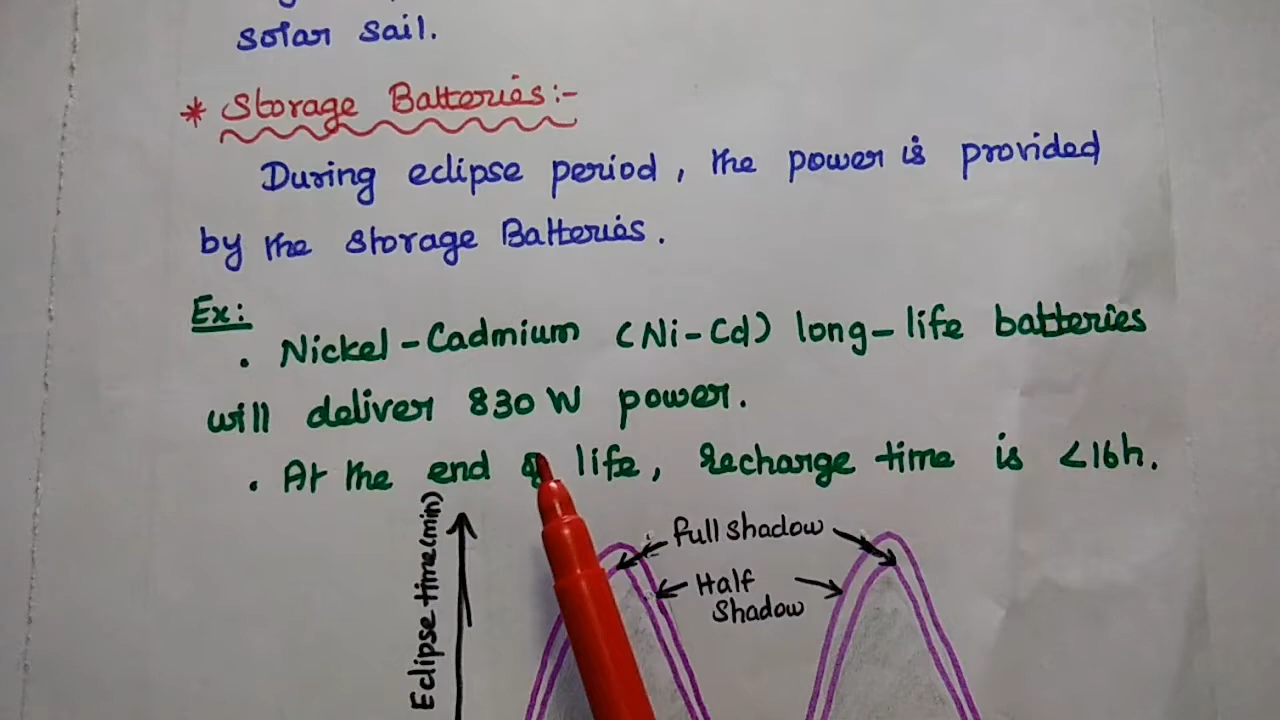 solar sail.
* Storage Batteries:-
During eclipse period, the power is provided
by the Storage Batteries.
Ex:
. Nickel-Cadmium (Ni-Cd) long-life batteries
will deliver 830 W power.
. At the end of life, recharge time is <16h.
Eclipse time(min)
full shadow
Half
Shadow